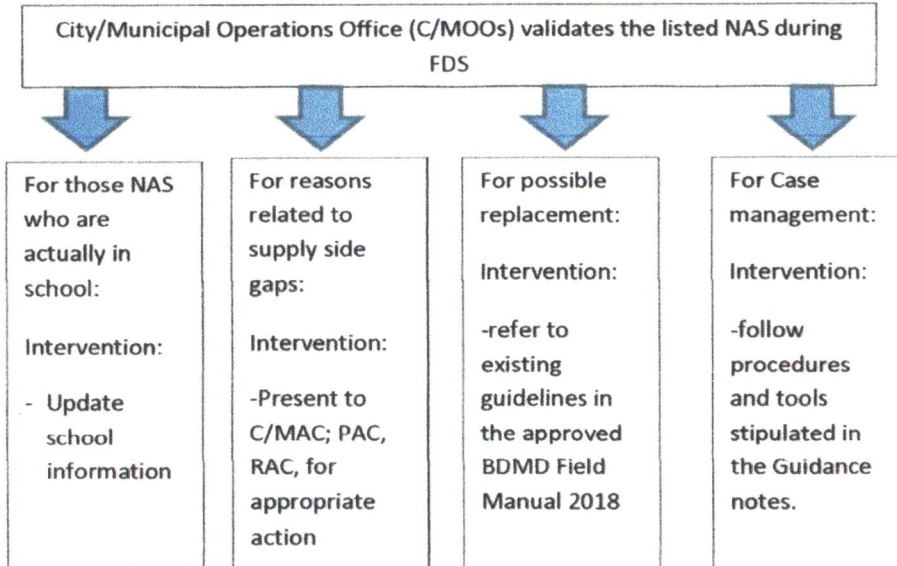 City/Municipal Operations Office (C/MOOs) validates the listed NAS during
FDS
For those NAS
who are
actually in
school:
Intervention:
- Update
school
information
For reasons
related to
supply side
gaps:
Intervention:
-Present to
C/MAC; PAC,
RAC, for
appropriate
action
For possible
replacement:
Intervention:
-refer to
existing
guidelines in
the approved
BDMD Field
Manual 2018
For Case
management:
Intervention:
-follow
procedures
and tools
stipulated in
the Guidance
notes.